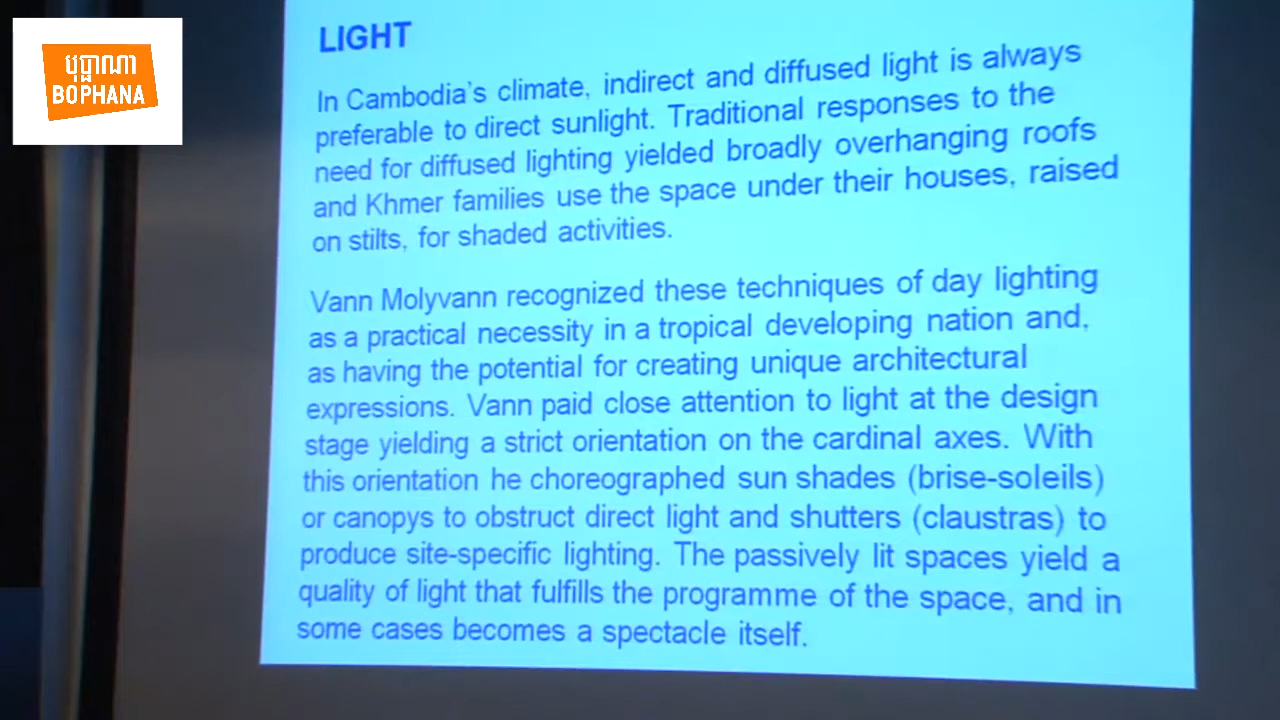 បុប្ផាណា
BOPHANA
LIGHT
In Cambodia's climate, indirect and diffused light is always
preferable to direct sunlight. Traditional responses to the
need for diffused lighting yielded broadly overhanging roofs
and Khmer families use the space under their houses, raised
on stilts, for shaded activities.
Vann Molyvann recognized these techniques of day lighting
as a practical necessity in a tropical developing nation and,
as having the potential for creating unique architectural
expressions. Vann paid close attention to light at the design
stage yielding a strict orientation on the cardinal axes. With
this orientation he choreographed sun shades (brise-soleils)
or canopys to obstruct direct light and shutters (claustras) to
produce site-specific lighting. The passively lit spaces yield a
quality of light that fulfills the programme of the space, and in
some cases becomes a spectacle itself.